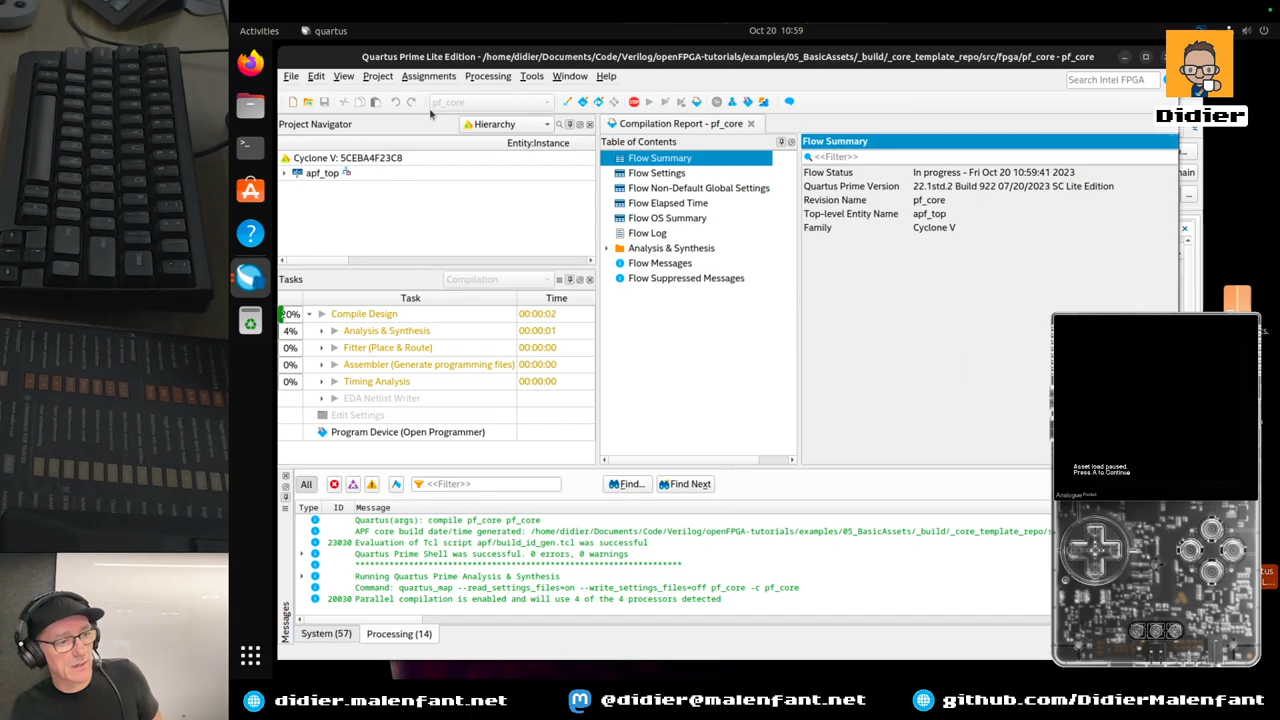 Activities
quartus
Oct 20 10:59
Quartus Prime Lite Edition - /home/didier/Documents/Code/Verilog/openFPGA-tutorials/examples/05_BasicAssets/_build/_core_template_repo/src/fpga/pf_core - pf_core
File Edit View Project Assignments Processing Tools Window Help
Search Intel FPGA
Didier
pf_core
Project Navigator
Hierarchy
Compilation Report - pf_core
Entity:Instance
Cyclone V: 5CEBA4F23C8
apf_top
Table of Contents
Flow Summary
Flow Settings
Flow Non-Default Global Settings
Flow Elapsed Time
Flow OS Summary
Flow Log
Analysis & Synthesis
Flow Messages
Flow Suppressed Messages
Flow Summary
<<Filter>>
Flow Status In progress - Fri Oct 20 10:59:41 2023
Quartus Prime Version 22.1std.2 Build 922 07/20/2023 SC Lite Edition
Revision Name pf_core
Top-level Entity Name apf_top
Family Cyclone V
Tasks
Compilation
Task Time
20% Compile Design 00:00:02
4% Analysis & Synthesis 00:00:01
0% Fitter (Place & Route) 00:00:00
0% Assembler (Generate programming files) 00:00:00
0% Timing Analysis 00:00:00
EDA Netlist Writer
Edit Settings
Program Device (Open Programmer)
All
<<Filter>>
Find...
Find Next
Type ID Message
Quartus(args): compile pf_core pf_core
APF core build date/time generated: /home/didier/Documents/Code/Verilog/openFPGA-tutorials/examples/05_BasicAssets/_build/_core_template_repo/s
23030 Evaluation of Tcl script apf/build_id_gen.tcl was successful
Quartus Prime Shell was successful. 0 errors, 0 warnings
*******************************************************************
Running Quartus Prime Analysis & Synthesis
Command: quartus_map --read_settings_files=on --write_settings_files=off pf_core -c pf_core
20030 Parallel compilation is enabled and will use 4 of the 4 processors detected
Messages
System (57)
Processing (14)
Asset load paused.
Press A to Continue
Analogue Pocket
didier.malenfant.net
@didier@malenfant.net
github.com/DidierMalenfant